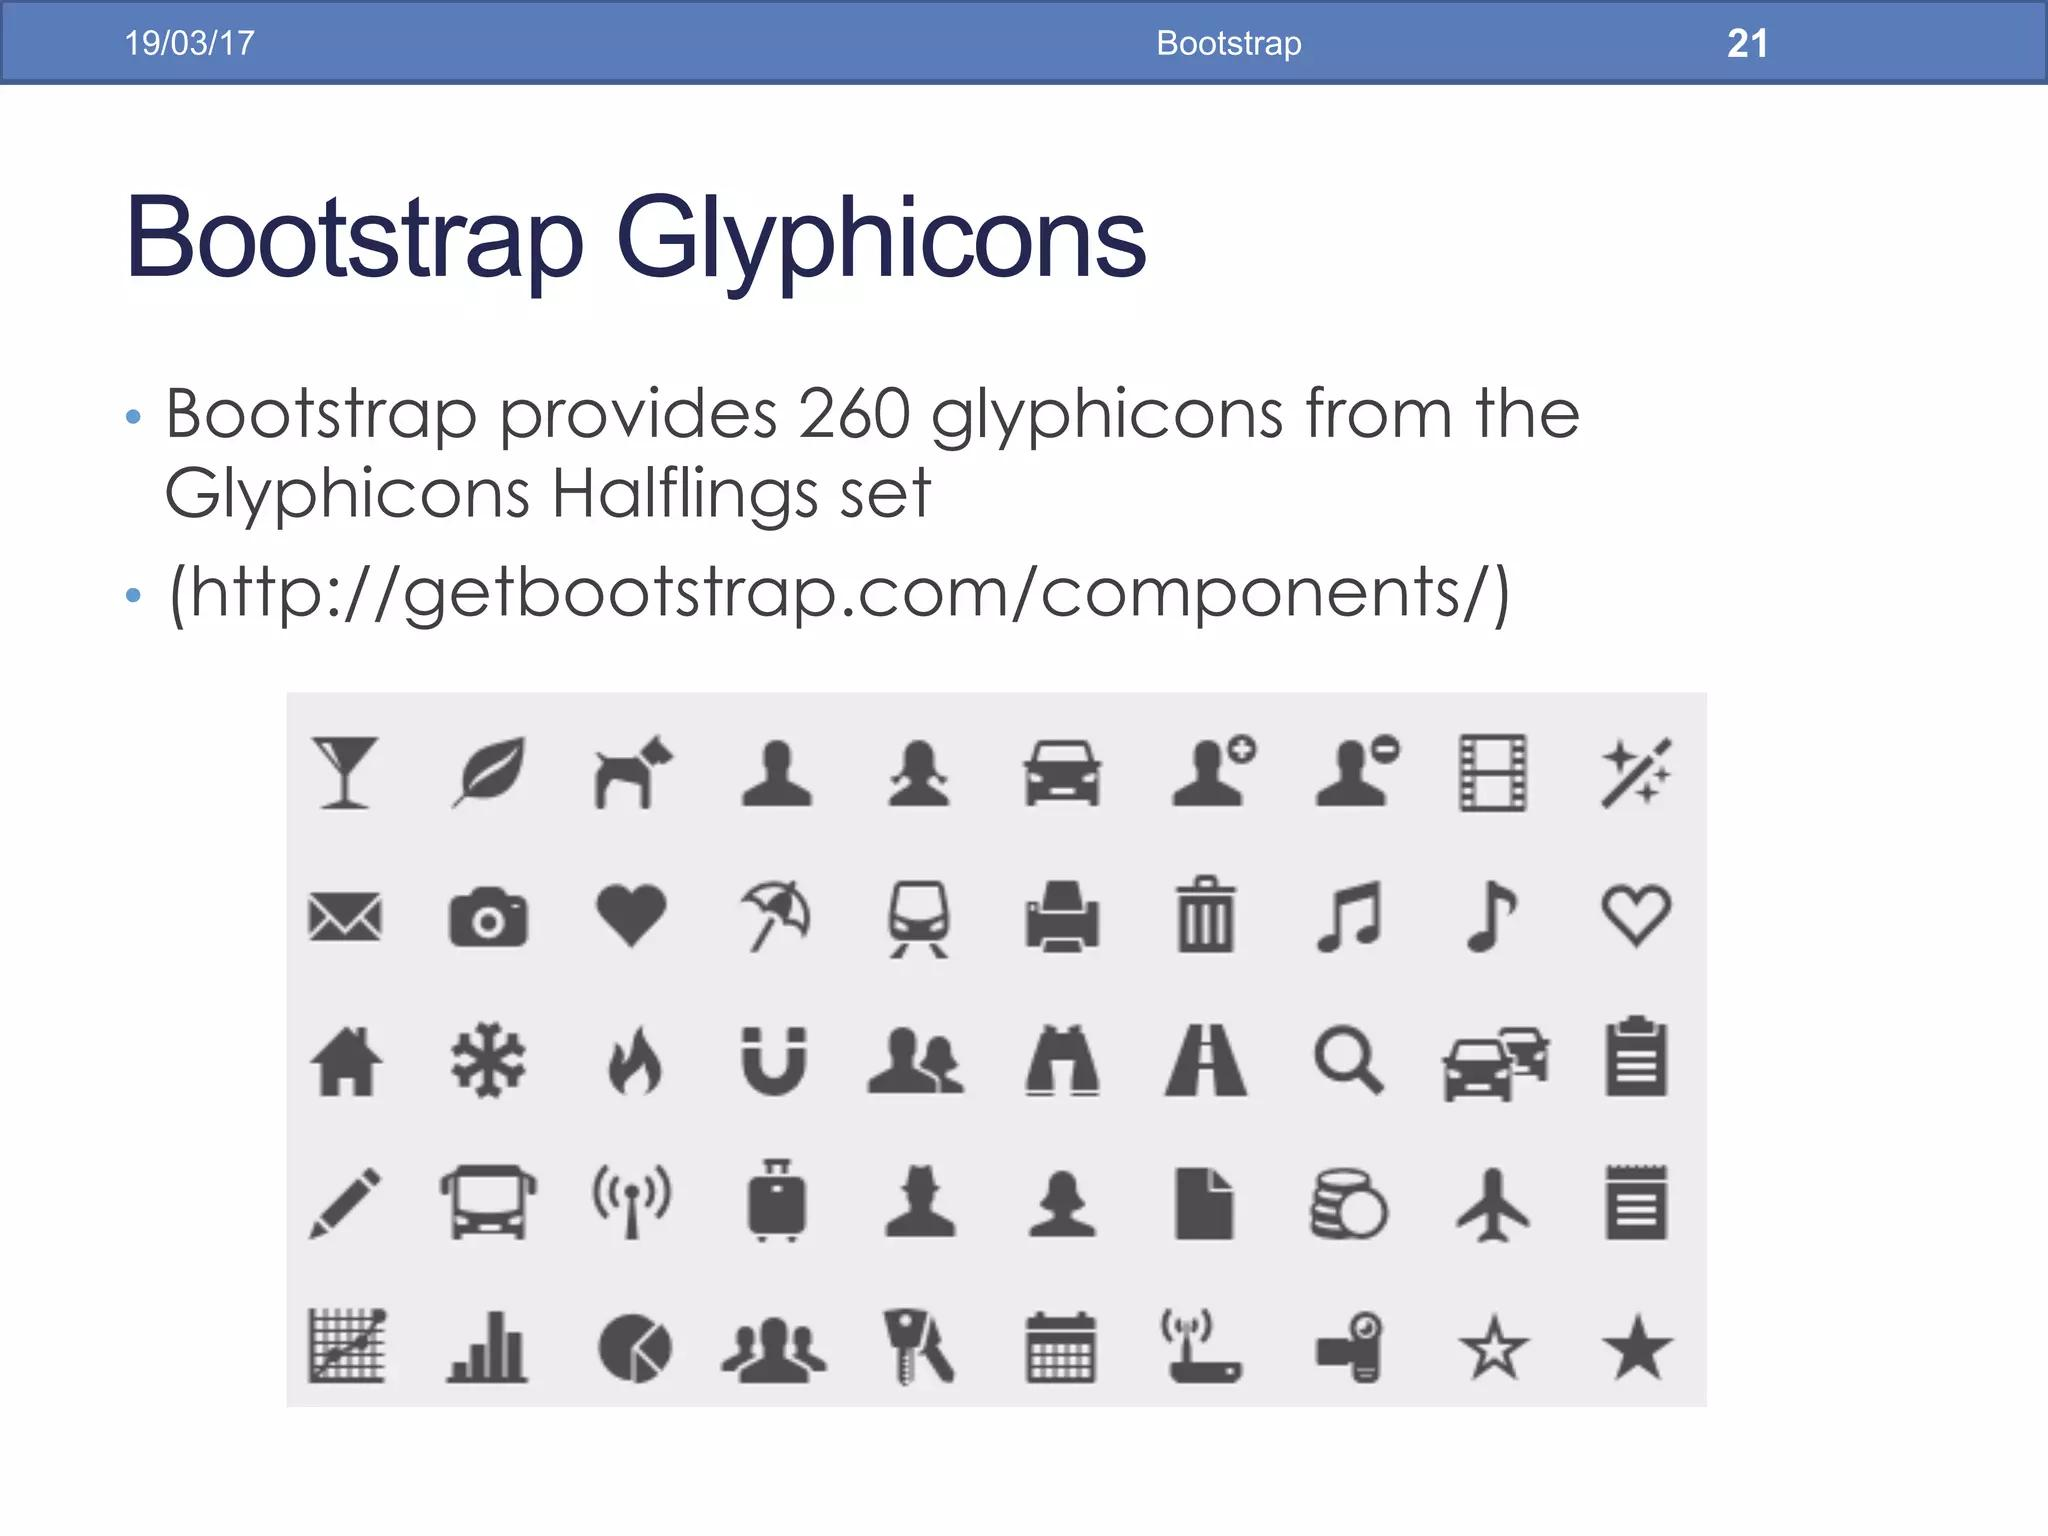 19/03/17 Bootstrap 21
Bootstrap Glyphicons
• Bootstrap provides 260 glyphicons from the
Glyphicons Halflings set
• (http://getbootstrap.com/components/)